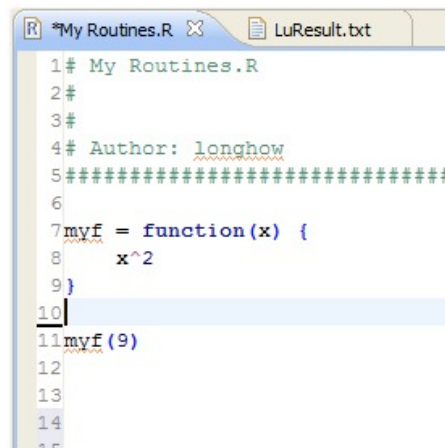 *My Routines.R LuResult.txt
1# My Routines.R
2#
3#
4# Author: longhow
5##############################
6
7myf = function(x) {
8    x^2
9}
10
11myf(9)
12
13
14
15